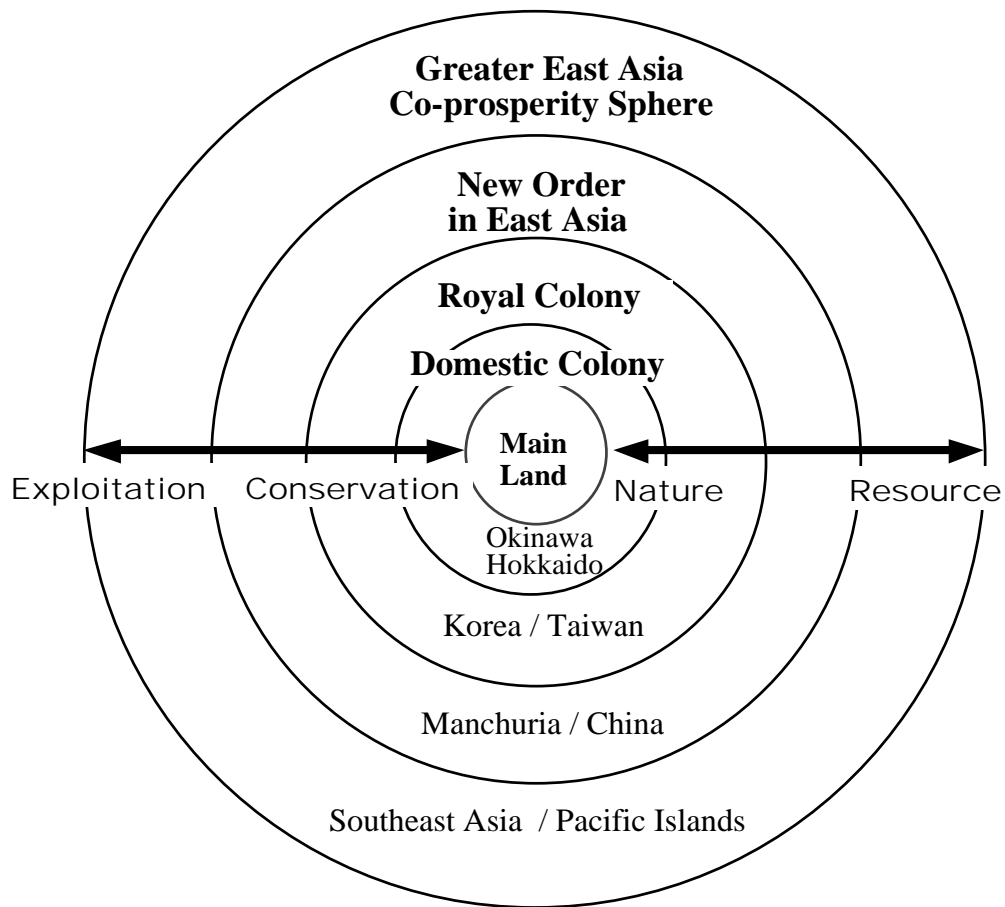 Greater East Asia
Co-prosperity Sphere
New Order
in East Asia
Royal Colony
Domestic Colony
Main
Land
Exploitation Conservation Nature Resource
Okinawa
Hokkaido
Korea / Taiwan
Manchuria / China
Southeast Asia / Pacific Islands